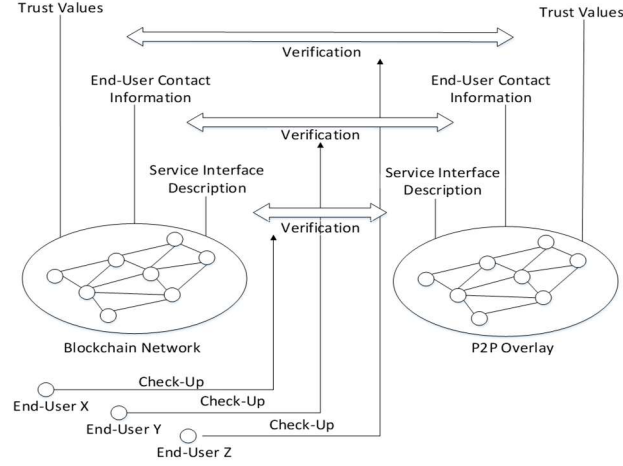 Trust Values
Trust Values
Verification
End-User Contact
Information
End-User Contact
Information
Verification
Service Interface
Description
Service Interface
Description
Verification
Blockchain Network
P2P Overlay
Check-Up
End-User X
Check-Up
End-User Y
Check-Up
End-User Z